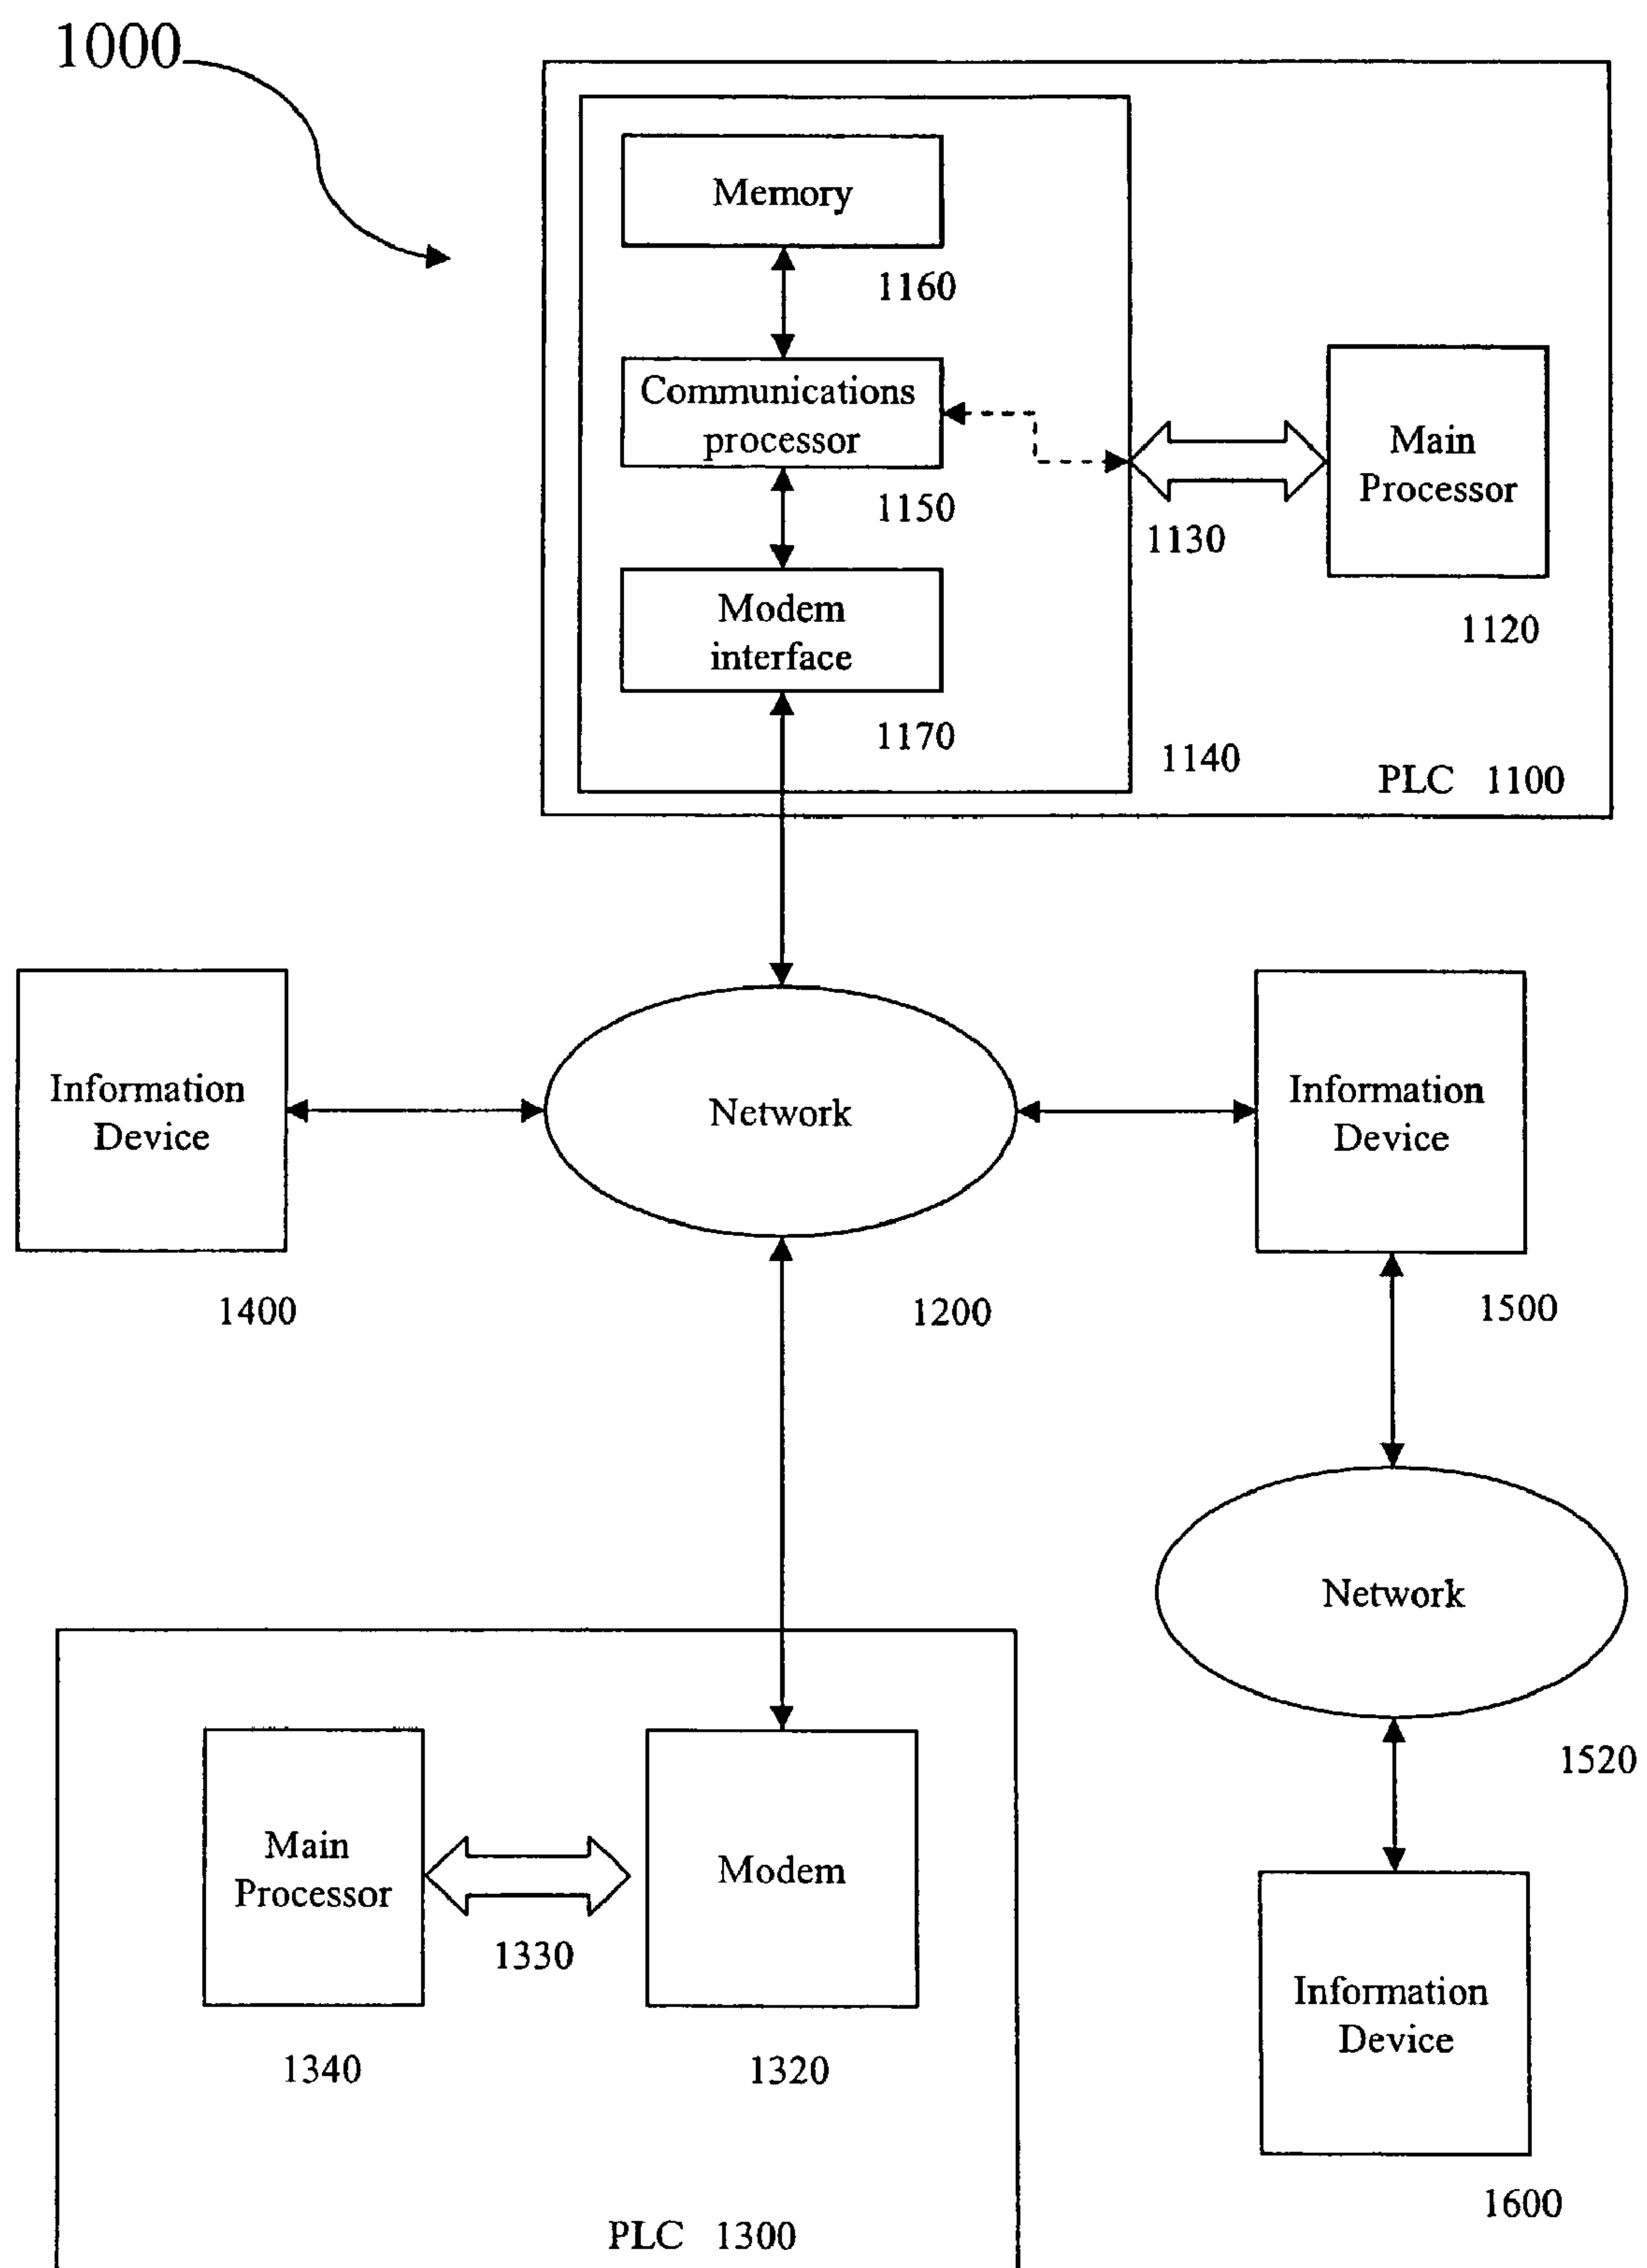 1000
Memory
1160
Communications
processor
1150
1130
Main
Processor
1120
Modem
interface
1170
1140
PLC 1100
Information
Device
1400
Network
1200
Information
Device
1500
Network
1520
Main
Processor
1340
1330
Modem
1320
PLC 1300
Information
Device
1600